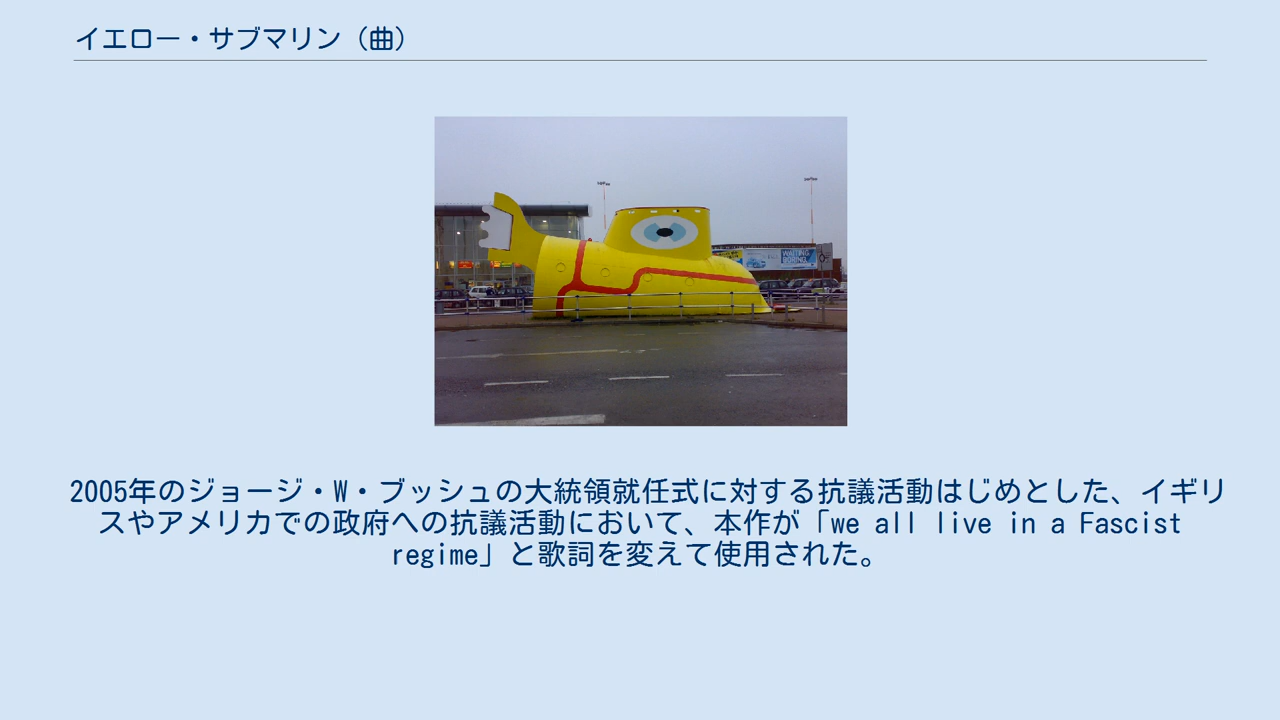 イエロー・サブマリン（曲）
WAITING
BORING.
2005年のジョージ・W・ブッシュの大統領就任式に対する抗議活動はじめとした、イギリ
スやアメリカでの政府への抗議活動において、本作が「we all live in a Fascist
regime」と歌詞を変えて使用された。